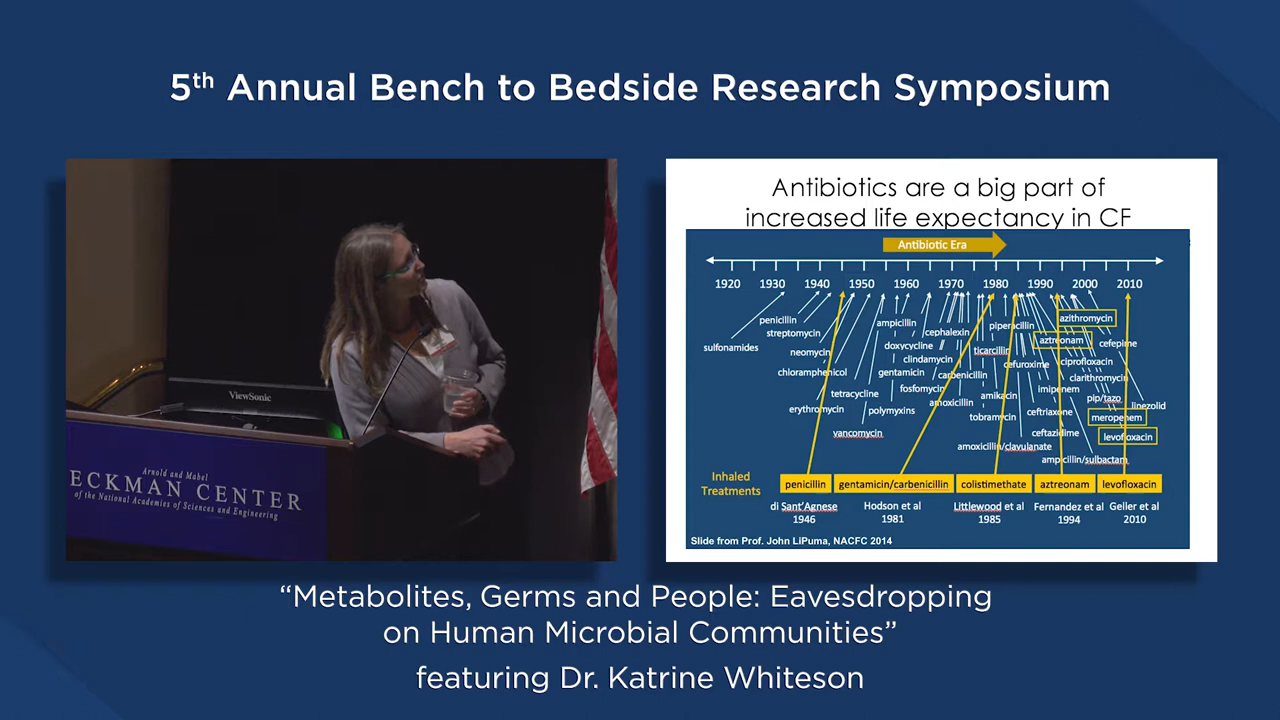 5th Annual Bench to Bedside Research Symposium
ViewSonic
Arnold and Mabel
ECKMAN CENTER
of the National Academies of Sciences and Engineering
Antibiotics are a big part of
increased life expectancy in CF
Antibiotic Era
1920 1930 1940 1950 1960 1970 1980 1990 2000 2010
penicillin
streptomycin
sulfonamides
neomycin
chloramphenicol
erythromycin
tetracycline
vancomycin
polymyxins
ampicillin
doxycycline
clindamycin
gentamicin
fosfomycin
cephalexin
carbenicillin
amoxicillin
piperacillin
ticarcillin
cefuroxime
amikacin
tobramycin
amoxicillin/clavulanate
azithromycin
aztreonam
cefepime
ciprofloxacin
clarithromycin
imipenem
pip/tazo
linezolid
ceftriaxone
meropenem
ceftazidime
levofloxacin
ampicillin/sulbactam
Inhaled
Treatments
penicillin gentamicin/carbenicillin colistimethate aztreonam levofloxacin
di Sant'Agnese Hodson et al Littlewood et al Fernandez et al Geller et al
1946 1981 1985 1994 2010
Slide from Prof. John LiPuma, NACFC 2014
“Metabolites, Germs and People: Eavesdropping
on Human Microbial Communities”
featuring Dr. Katrine Whiteson